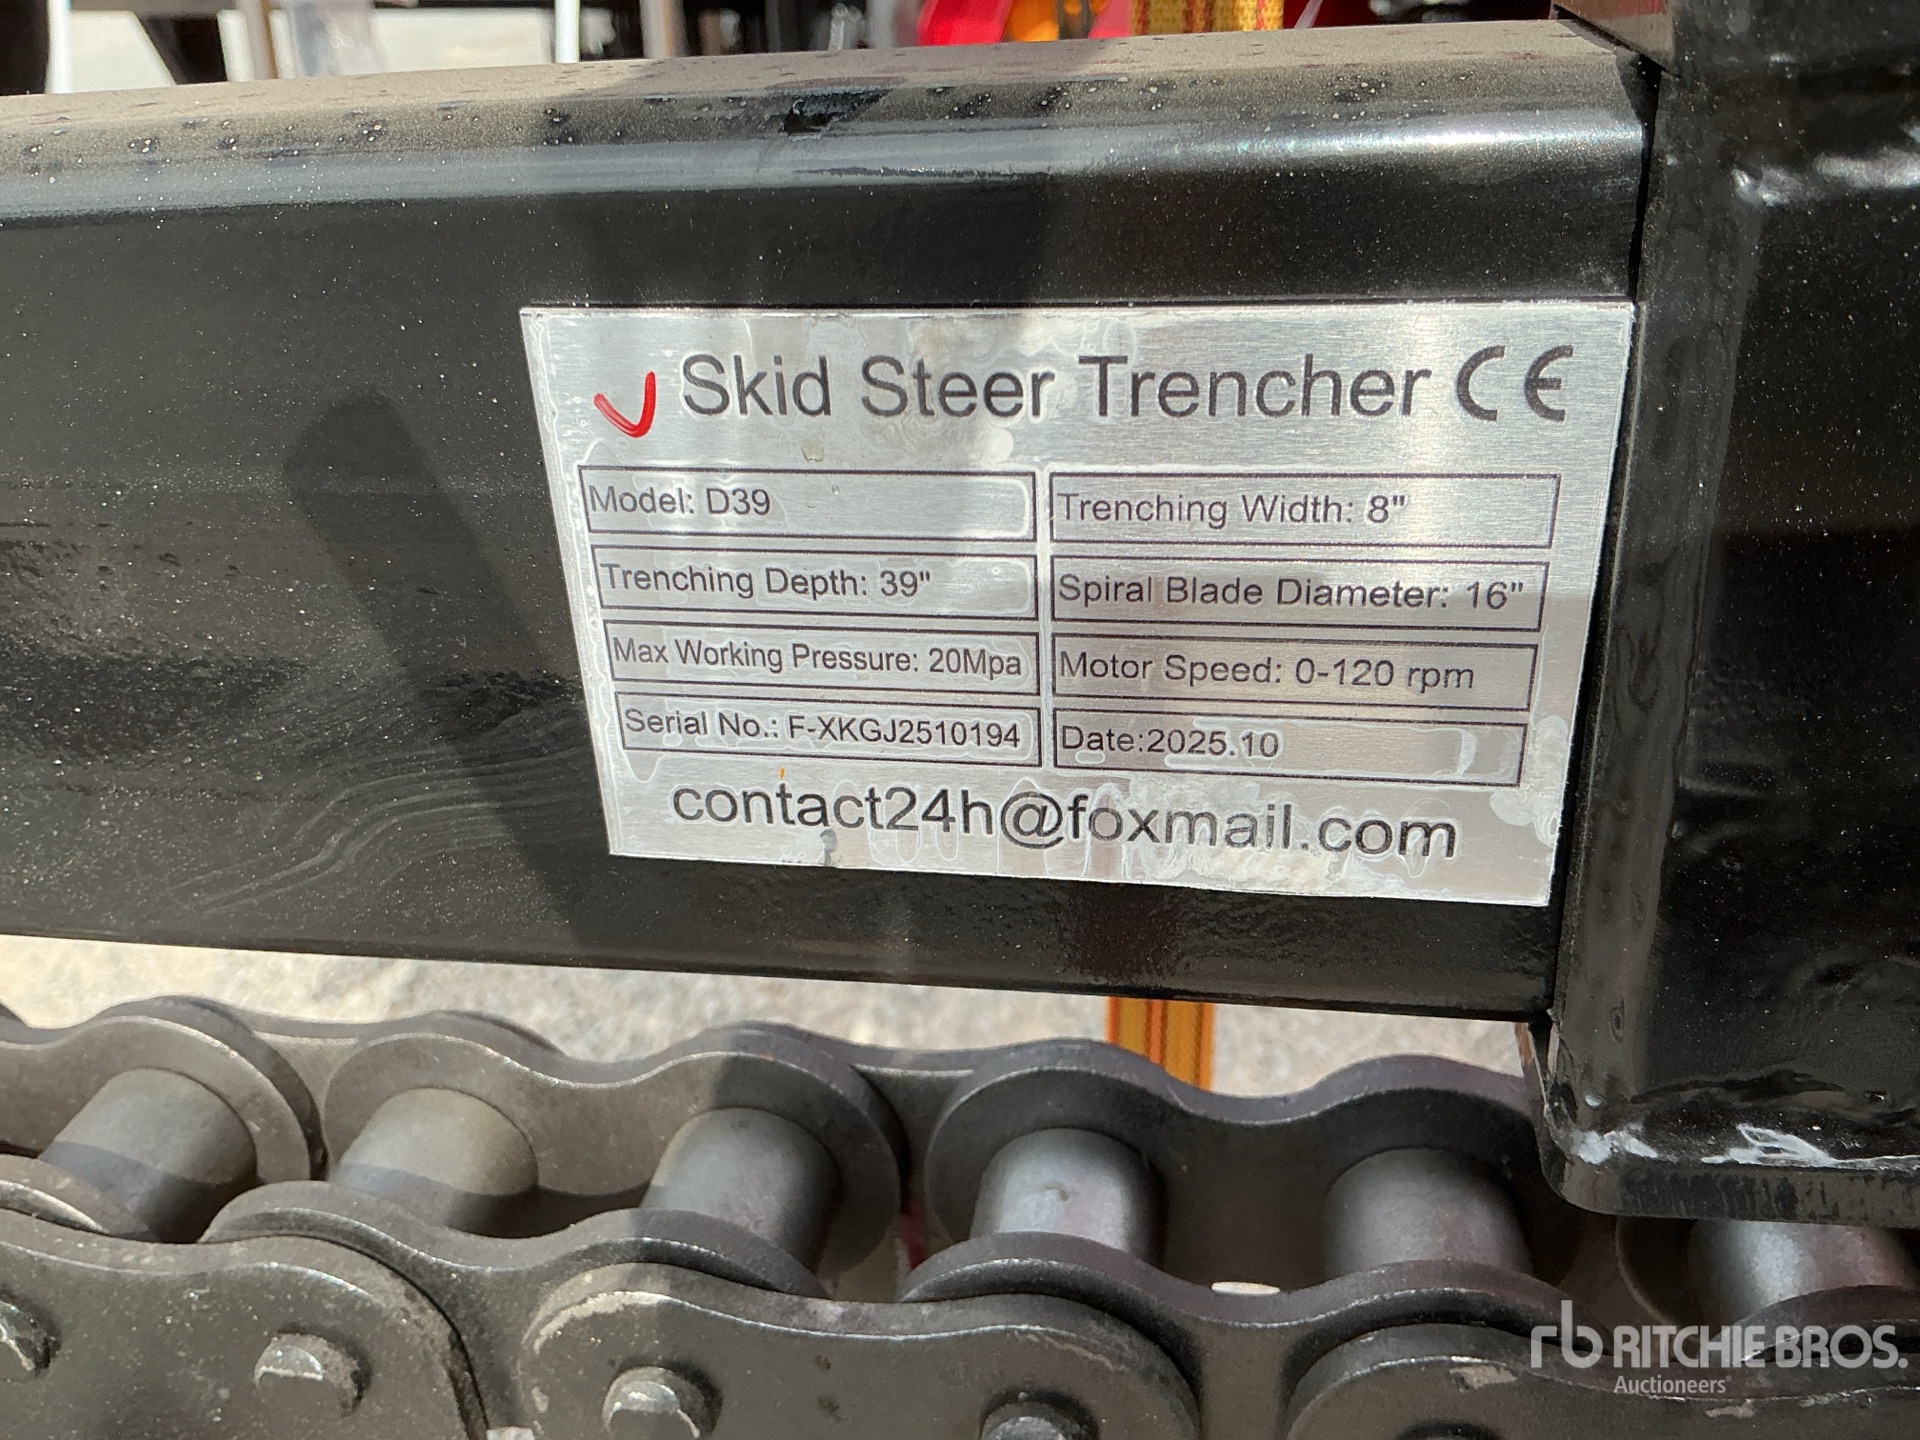 Skid Steer Trencher CE
Model: D39
Trenching Width: 8"
Trenching Depth: 39"
Spiral Blade Diameter: 16"
Max Working Pressure: 20Mpa
Motor Speed: 0-120 rpm
Serial No.: F-XKGJ2510194
Date:2025.10
contact24h@foxmail.com
rb RITCHIE BROS.
Auctioneers